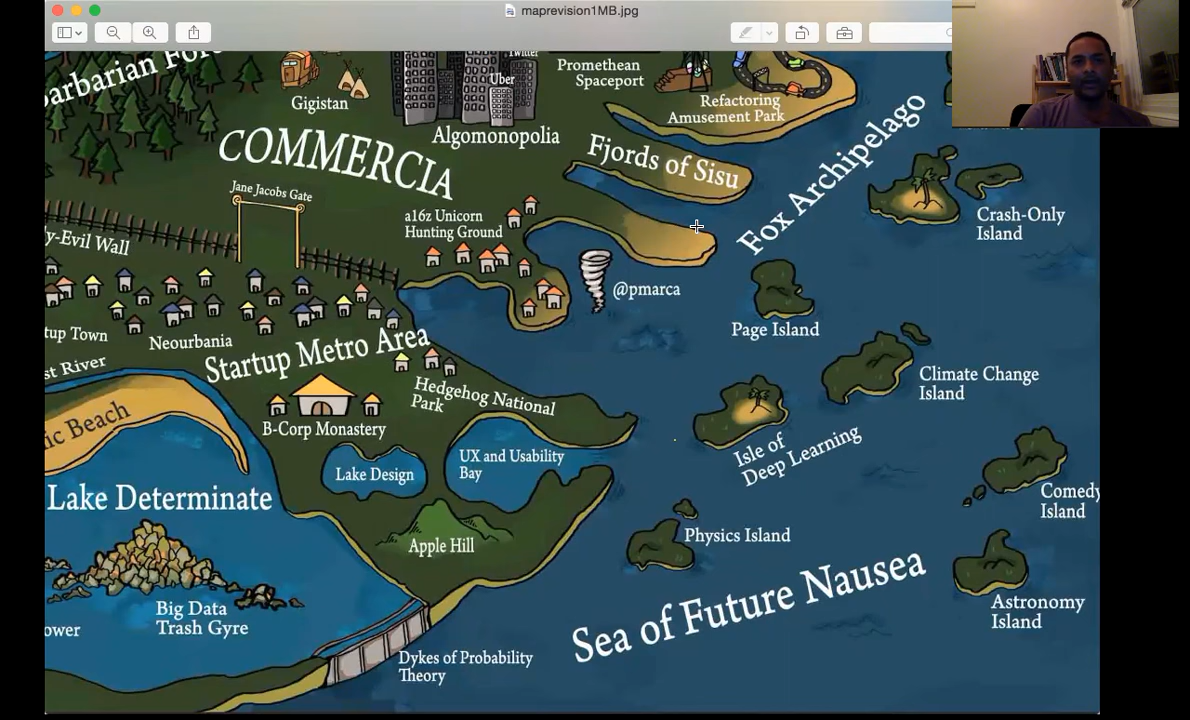 maprevision1MB.jpg
arbarian For
Gigistan
Twitter
Uber
Algomonopolia
Promethean
Spaceport
Refactoring
Amusement Park
COMMERCIA
Fjords of Sisu
Fox Archipelago
Crash-Only
Island
Jane Jacobs Gate
a16z Unicorn
Hunting Ground
y-Evil Wall
@pmarca
Page Island
tup Town
Neourbania
Startup Metro Area
st River
Climate Change
Island
Hedgehog National
Park
ic Beach
B-Corp Monastery
Isle of
Deep Learning
Lake Design
UX and Usability
Bay
Lake Determinate
Comedy
Island
Apple Hill
Physics Island
Big Data
Trash Gyre
ower
Sea of Future Nausea
Astronomy
Island
Dykes of Probability
Theory